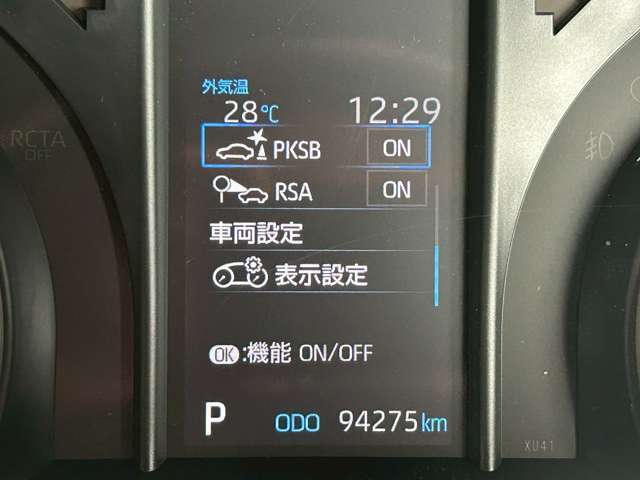 外気温
28℃ 12:29
RCTA
OFF
PKSB ON
RSA ON
車両設定
表示設定
OK:機能 ON/OFF
P ODO 94275km
XU41